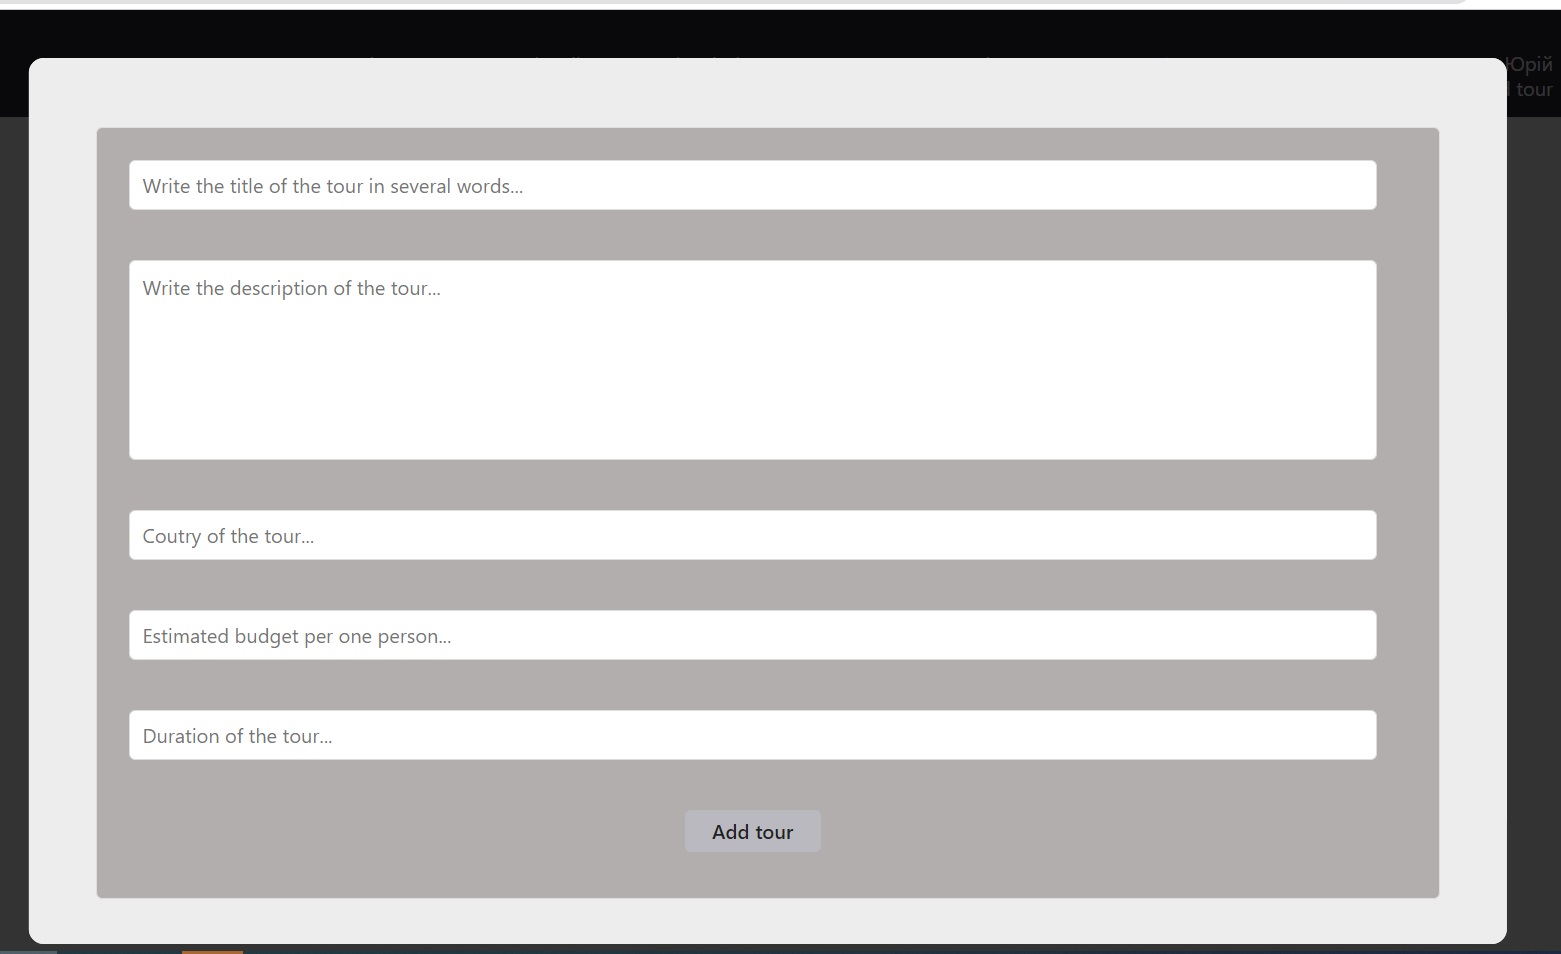 Юрій
tour
Write the title of the tour in several words...
Write the description of the tour...
Coutry of the tour...
Estimated budget per one person...
Duration of the tour...
Add tour